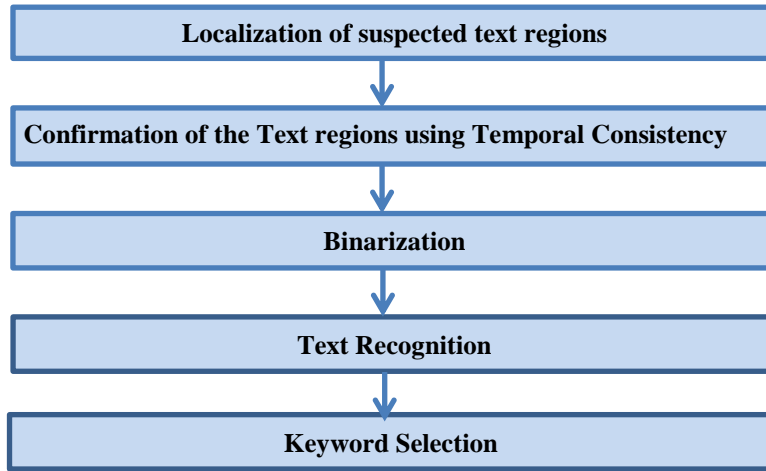 Localization of suspected text regions
Confirmation of the Text regions using Temporal Consistency
Binarization
Text Recognition
Keyword Selection